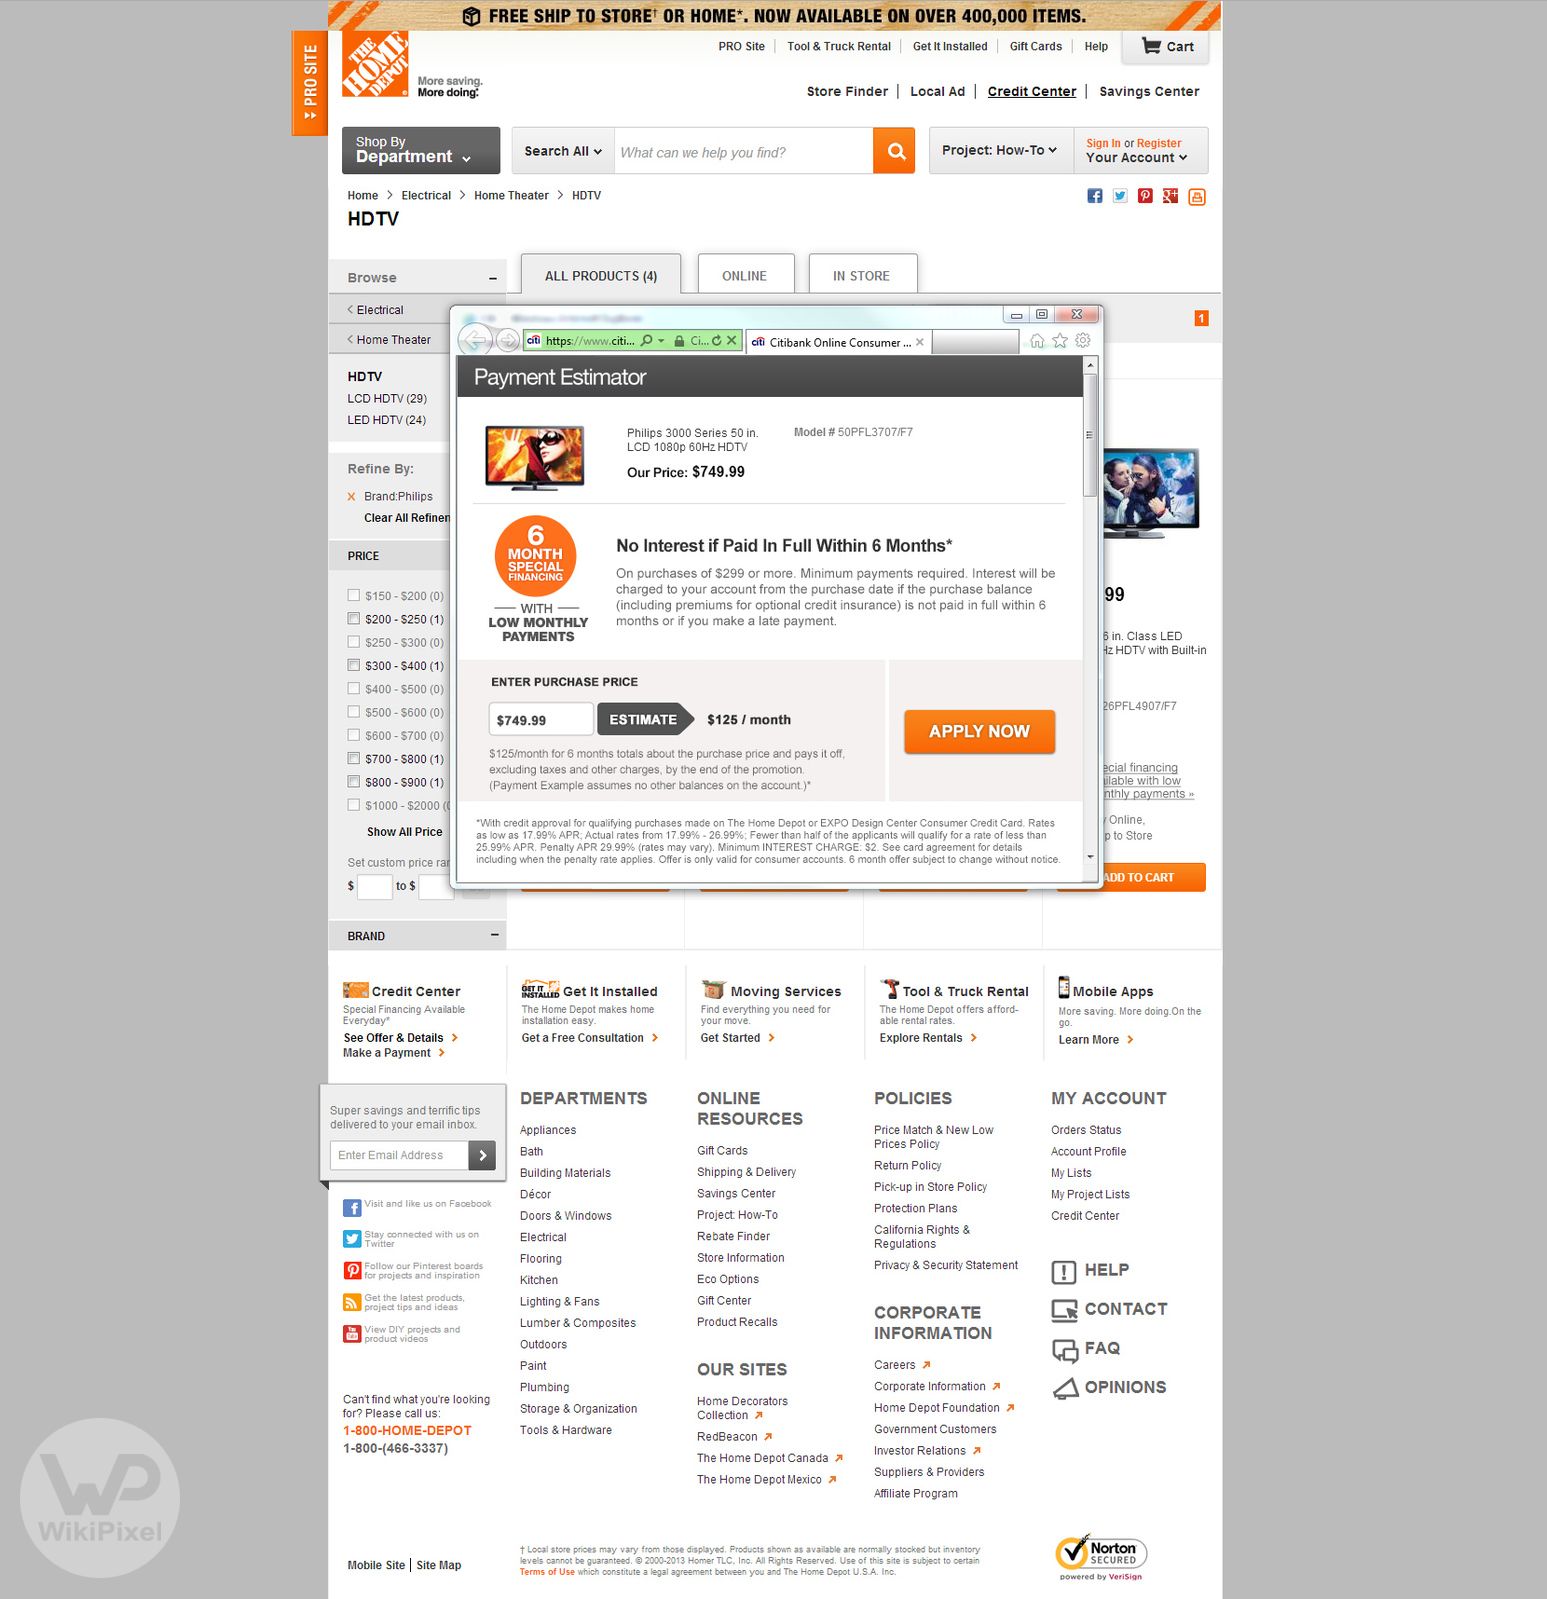 FREE SHIP TO STORE† OR HOME*. NOW AVAILABLE ON OVER 400,000 ITEMS.
PRO SITE
THE HOME DEPOT
More saving.
More doing.
PRO Site
Tool & Truck Rental
Get It Installed
Gift Cards
Help
Cart
Store Finder
Local Ad
Credit Center
Savings Center
Shop By
Department
Search All
What can we help you find?
Project: How-To
Sign In or Register
Your Account
Home > Electrical > Home Theater > HDTV
HDTV
Browse
ALL PRODUCTS (4)
ONLINE
IN STORE
< Electrical
< Home Theater
1
HDTV
LCD HDTV (29)
LED HDTV (24)
Refine By:
X Brand:Philips
Clear All Refinen
PRICE
$150 - $200 (0)
$200 - $250 (1)
$250 - $300 (0)
$300 - $400 (1)
$400 - $500 (0)
$500 - $600 (0)
$600 - $700 (0)
$700 - $800 (1)
$800 - $900 (1)
$1000 - $2000 (0
Show All Price
Set custom price ran
$ to $
BRAND
citi https://www.citi...
Ci...
citi Citibank Online Consumer ...
Payment Estimator
Philips 3000 Series 50 in.
LCD 1080p 60Hz HDTV
Our Price: $749.99
Model # 50PFL3707/F7
6
MONTH
SPECIAL
FINANCING
WITH
LOW MONTHLY
PAYMENTS
No Interest if Paid In Full Within 6 Months*
On purchases of $299 or more. Minimum payments required. Interest will be
charged to your account from the purchase date if the purchase balance
(including premiums for optional credit insurance) is not paid in full within 6
months or if you make a late payment.
ENTER PURCHASE PRICE
$749.99
ESTIMATE
$125 / month
$125/month for 6 months totals about the purchase price and pays it off,
excluding taxes and other charges, by the end of the promotion.
(Payment Example assumes no other balances on the account.)*
APPLY NOW
*With credit approval for qualifying purchases made on The Home Depot or EXPO Design Center Consumer Credit Card. Rates
as low as 17.99% APR; Actual rates from 17.99% - 26.99%; Fewer than half of the applicants will qualify for a rate of less than
25.99% APR. Penalty APR 29.99% (rates may vary). Minimum INTEREST CHARGE: $2. See card agreement for details
including when the penalty rate applies. Offer is only valid for consumer accounts. 6 month offer subject to change without notice.
99
6 in. Class LED
Hz HDTV with Built-in
26PFL4907/F7
ecial financing
ilable with low
nthly payments »
y Online,
p to Store
ADD TO CART
Credit Center
Special Financing Available
Everyday*
See Offer & Details
Make a Payment
GET IT INSTALLED
Get It Installed
The Home Depot makes home
installation easy.
Get a Free Consultation
Moving Services
Find everything you need for
your move.
Get Started
Tool & Truck Rental
The Home Depot offers afford-
able rental rates.
Explore Rentals
Mobile Apps
More saving. More doing.On the
go.
Learn More
Super savings and terrific tips
delivered to your email inbox.
Enter Email Address
Visit and like us on Facebook
Stay connected with us on
Twitter
Follow our Pinterest boards
for projects and inspiration
Get the latest products,
project tips and ideas
View DIY projects and
product videos
Can't find what you're looking
for? Please call us:
1-800-HOME-DEPOT
1-800-(466-3337)
DEPARTMENTS
Appliances
Bath
Building Materials
Décor
Doors & Windows
Electrical
Flooring
Kitchen
Lighting & Fans
Lumber & Composites
Outdoors
Paint
Plumbing
Storage & Organization
Tools & Hardware
ONLINE
RESOURCES
Gift Cards
Shipping & Delivery
Savings Center
Project: How-To
Rebate Finder
Store Information
Eco Options
Gift Center
Product Recalls
OUR SITES
Home Decorators
Collection
RedBeacon
The Home Depot Canada
The Home Depot Mexico
POLICIES
Price Match & New Low
Prices Policy
Return Policy
Pick-up in Store Policy
Protection Plans
California Rights &
Regulations
Privacy & Security Statement
CORPORATE
INFORMATION
Careers
Corporate Information
Home Depot Foundation
Government Customers
Investor Relations
Suppliers & Providers
Affiliate Program
MY ACCOUNT
Orders Status
Account Profile
My Lists
My Project Lists
Credit Center
HELP
CONTACT
FAQ
OPINIONS
WikiPixel
Mobile Site | Site Map
† Local store prices may vary from those displayed. Products shown as available are normally stocked but inventory
levels cannot be guaranteed. © 2000-2013 Homer TLC, Inc. All Rights Reserved. Use of this site is subject to certain
Terms of Use which constitute a legal agreement between you and The Home Depot U.S.A. Inc.
Norton
SECURED
powered by VeriSign